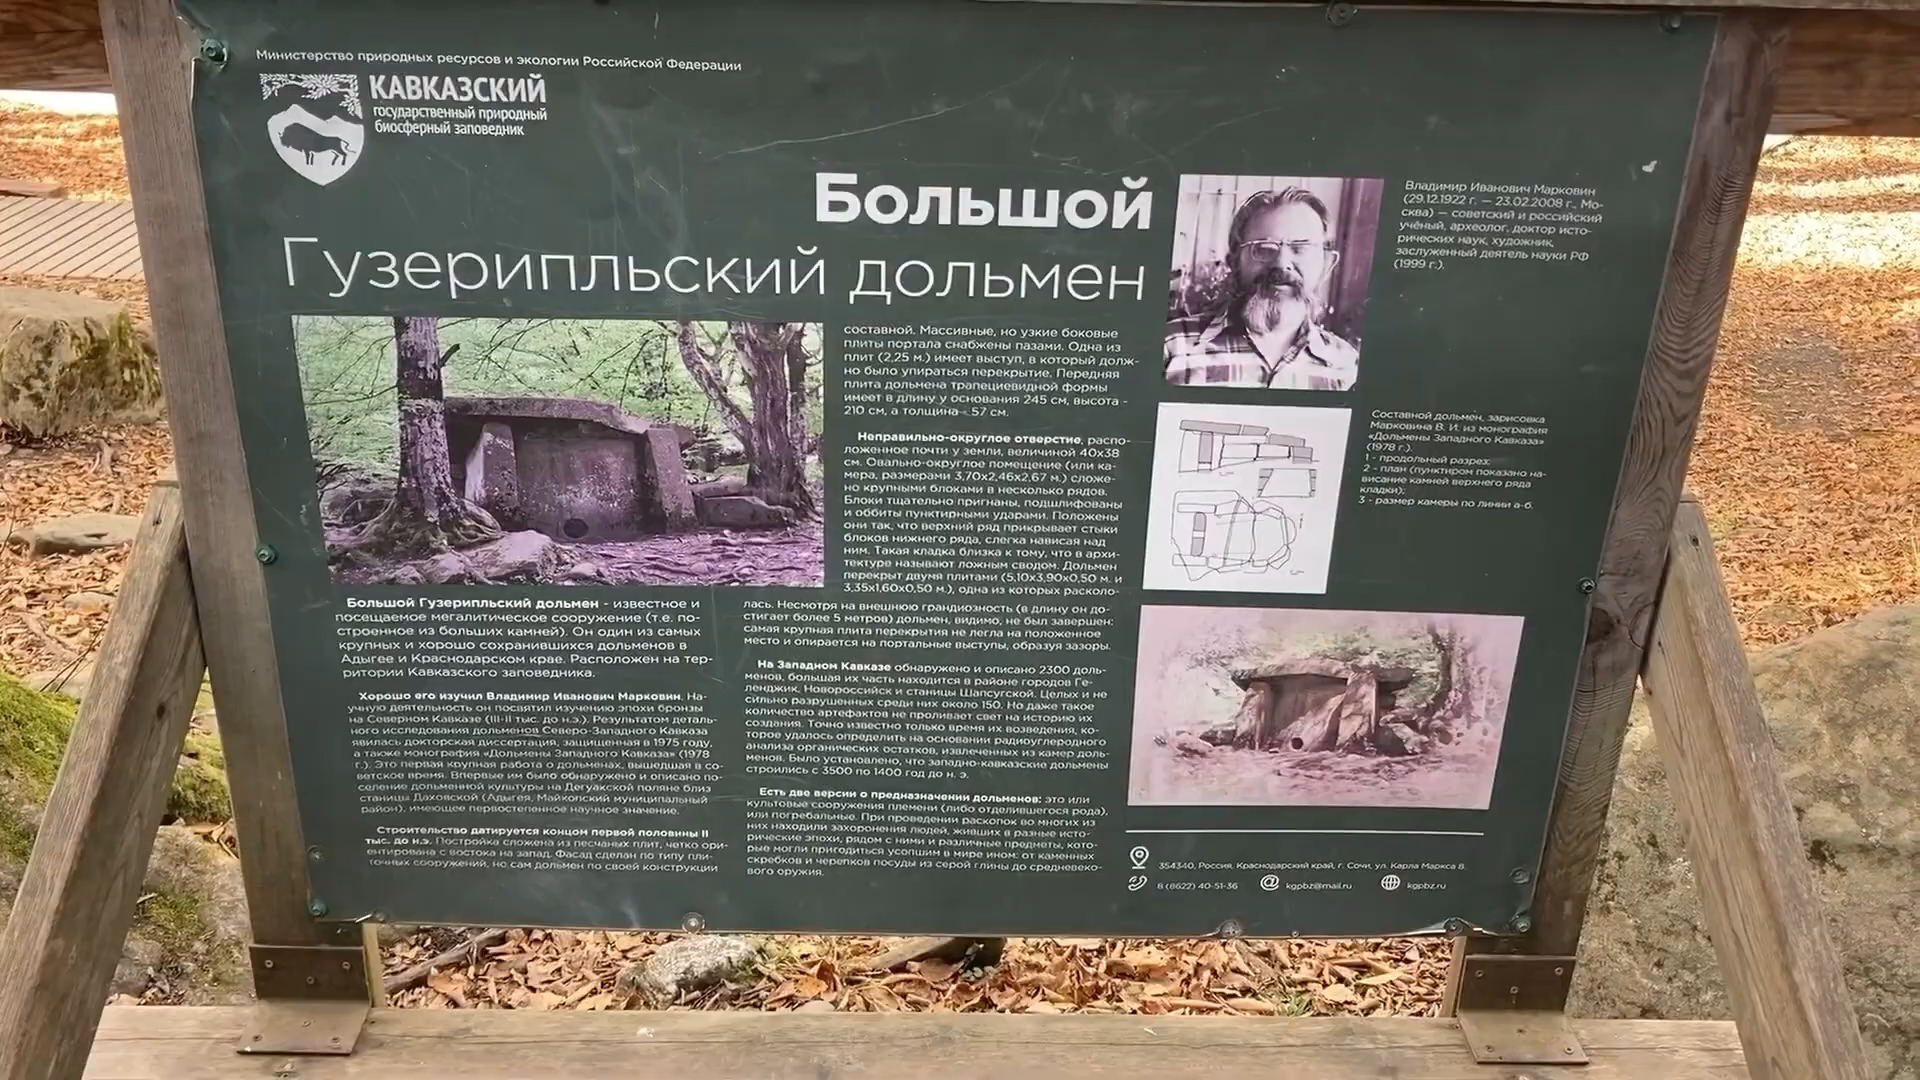 Министерство природных ресурсов и экологии Российской Федерации
КАВКАЗСКИЙ
государственный природный
биосферный заповедник
Большой
Гузерипльский дольмен
Большой Гузерипльский дольмен - известное и
посещаемое мегалитическое сооружение (т.е. по-
строенное из больших камней). Он один из самых
крупных и хорошо сохранившихся дольменов в
Адыгее и Краснодарском крае. Расположен на тер-
ритории Кавказского заповедника.
Хорошо его изучил Владимир Иванович Марковин. На-
учную деятельность он посвятил изучению эпохи бронзы
на Северном Кавказе (III-II тыс. до н.э.). Результатом деталь-
ного исследования дольменов Северо-Западного Кавказа
явилась докторская диссертация, защищенная в 1975 году,
а также монография «Дольмены Западного Кавказа» (1978
г.). Это первая крупная работа о дольменах, вышедшая в со-
ветское время. Впервые им было обнаружено и описано по-
селение дольменной культуры на Дегуакской поляне близ
станицы Даховской (Адыгея, Майкопский муниципальный
район), имеющее первостепенное научное значение.
Строительство датируется концом первой половины II
тыс. до н.э. Постройка сложена из песчаных плит, четко ори-
ентирована с востока на запад. Фасад сделан по типу пли-
точных сооружений, но сам дольмен по своей конструкции
составной. Массивные, но узкие боковые
плиты портала снабжены пазами. Одна из
плит (2,25 м.) имеет выступ, в который долж-
но было упираться перекрытие. Передняя
плита дольмена трапециевидной формы
имеет в длину у основания 245 см, высота -
210 см, а толщина - 57 см.
Неправильно-округлое отверстие, распо-
ложенное почти у земли, величиной 40х38
см. Овально-округлое помещение (или ка-
мера, размерами 3,70х2,46х2,67 м.) сложе-
но крупными блоками в несколько рядов.
Блоки тщательно пригнаны, подшлифованы
и оббиты пунктирными ударами. Положены
они так, что верхний ряд прикрывает стыки
блоков нижнего ряда, слегка нависая над
ним. Такая кладка близка к тому, что в архи-
тектуре называют ложным сводом. Дольмен
перекрыт двумя плитами (5,10х3,90х0,50 м. и
3,35х1,60х0,50 м.), одна из которых расколо-
лась. Несмотря на внешнюю грандиозность (в длину он до-
стигает более 5 метров) дольмен, видимо, не был завершен:
самая крупная плита перекрытия не легла на положенное
место и опирается на портальные выступы, образуя зазоры.
На Западном Кавказе обнаружено и описано 2300 доль-
менов, большая их часть находится в районе городов Ге-
ленджик, Новороссийск и станицы Шапсугской. Целых и не
сильно разрушенных среди них около 150. Но даже такое
количество артефактов не проливает свет на историю их
создания. Точно известно только время их возведения, ко-
торое удалось определить на основании радиоуглеродного
анализа органических остатков, извлеченных из камер доль-
менов. Было установлено, что западно-кавказские дольмены
строились с 3500 по 1400 год до н. э.
Есть две версии о предназначении дольменов: это или
культовые сооружения племени (либо отделившегося рода),
или погребальные. При проведении раскопок во многих из
них находили захоронения людей, живших в разные исто-
рические эпохи, рядом с ними и различные предметы, кото-
рые могли пригодиться усопшим в мире ином: от каменных
скребков и черепков посуды из серой глины до средневеко-
вого оружия.
Владимир Иванович Марковин
(29.12.1922 г. — 23.02.2008 г., Мо-
сква) — советский и российский
учёный, археолог, доктор исто-
рических наук, художник,
заслуженный деятель науки РФ
(1999 г.).
Составной дольмен, зарисовка
Марковина В. И. из монография
«Дольмены Западного Кавказа»
(1978 г.).
1 - продольный разрез;
2 - план (пунктиром показано на-
висание камней верхнего ряда
кладки);
3 - размер камеры по линии а-б.
354340, Россия, Краснодарский край, г. Сочи, ул. Карла Маркса 8.
8 (8622) 40-51-36 kgpbz@mail.ru kgpbz.ru